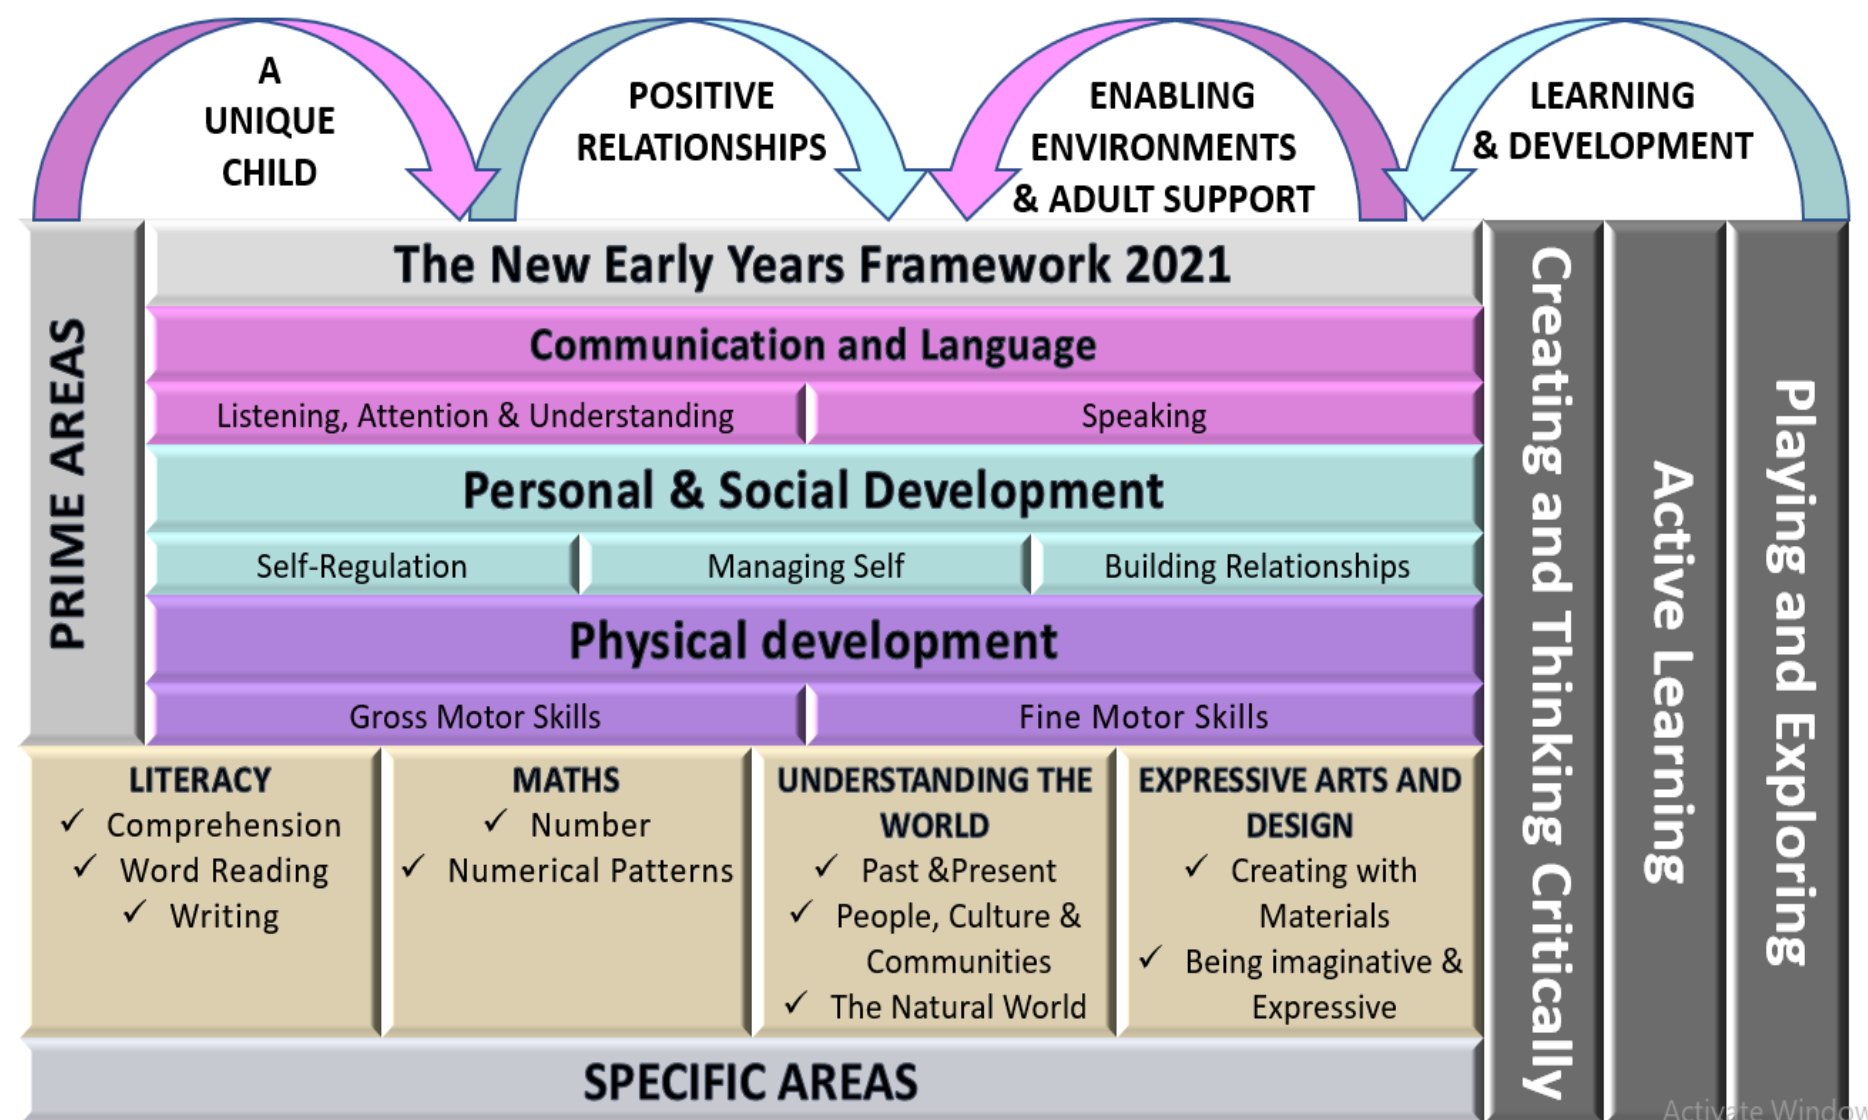 A
UNIQUE
CHILD
POSITIVE
RELATIONSHIPS
ENABLING
ENVIRONMENTS
& ADULT SUPPORT
LEARNING
& DEVELOPMENT
PRIME AREAS
The New Early Years Framework 2021
Communication and Language
Listening, Attention & Understanding
Speaking
Personal & Social Development
Self-Regulation
Managing Self
Building Relationships
Physical development
Gross Motor Skills
Fine Motor Skills
LITERACY
✓ Comprehension
✓ Word Reading
✓ Writing
MATHS
✓ Number
✓ Numerical Patterns
UNDERSTANDING THE
WORLD
✓ Past &Present
✓ People, Culture &
Communities
✓ The Natural World
EXPRESSIVE ARTS AND
DESIGN
✓ Creating with
Materials
✓ Being imaginative &
Expressive
SPECIFIC AREAS
Creating and Thinking Critically
Active Learning
Playing and Exploring
Activate Window